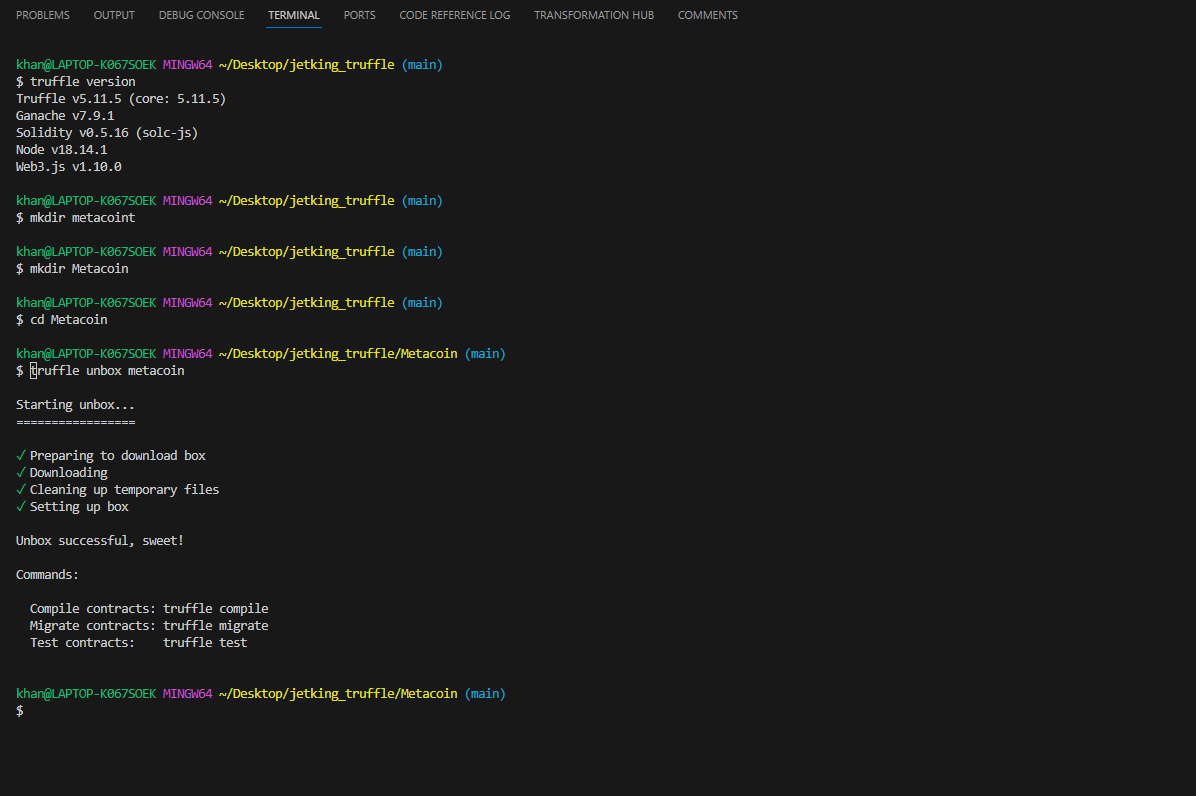 PROBLEMS OUTPUT DEBUG CONSOLE TERMINAL PORTS CODE REFERENCE LOG TRANSFORMATION HUB COMMENTS
khan@LAPTOP-K067SOEK MINGW64 ~/Desktop/jetking_truffle (main)
$ truffle version
Truffle v5.11.5 (core: 5.11.5)
Ganache v7.9.1
Solidity v0.5.16 (solc-js)
Node v18.14.1
Web3.js v1.10.0
khan@LAPTOP-K067SOEK MINGW64 ~/Desktop/jetking_truffle (main)
$ mkdir metacoint
khan@LAPTOP-K067SOEK MINGW64 ~/Desktop/jetking_truffle (main)
$ mkdir Metacoin
khan@LAPTOP-K067SOEK MINGW64 ~/Desktop/jetking_truffle (main)
$ cd Metacoin
khan@LAPTOP-K067SOEK MINGW64 ~/Desktop/jetking_truffle/Metacoin (main)
$ truffle unbox metacoin
Starting unbox...
=================
✓ Preparing to download box
✓ Downloading
✓ Cleaning up temporary files
✓ Setting up box
Unbox successful, sweet!
Commands:
Compile contracts: truffle compile
Migrate contracts: truffle migrate
Test contracts:    truffle test
khan@LAPTOP-K067SOEK MINGW64 ~/Desktop/jetking_truffle/Metacoin (main)
$